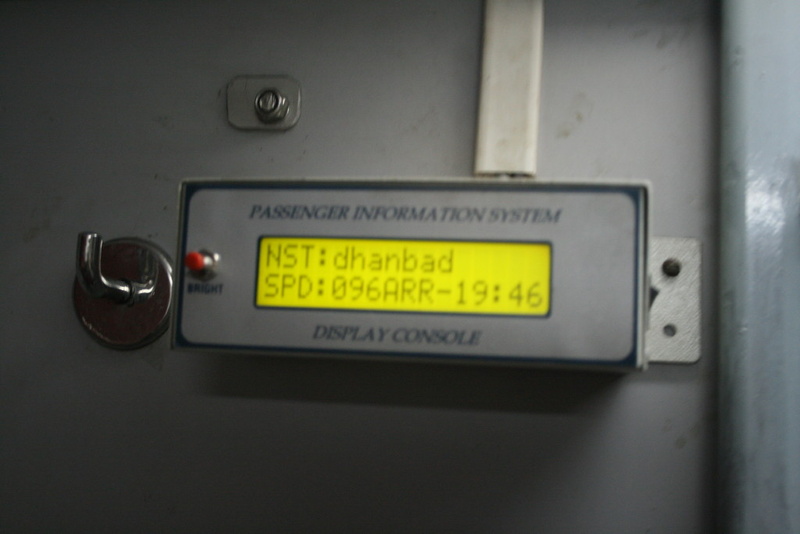 PASSENGER INFORMATION SYSTEM
NST:dhanbad
SPD:096ARR-19:46
BRIGHT
DISPLAY CONSOLE